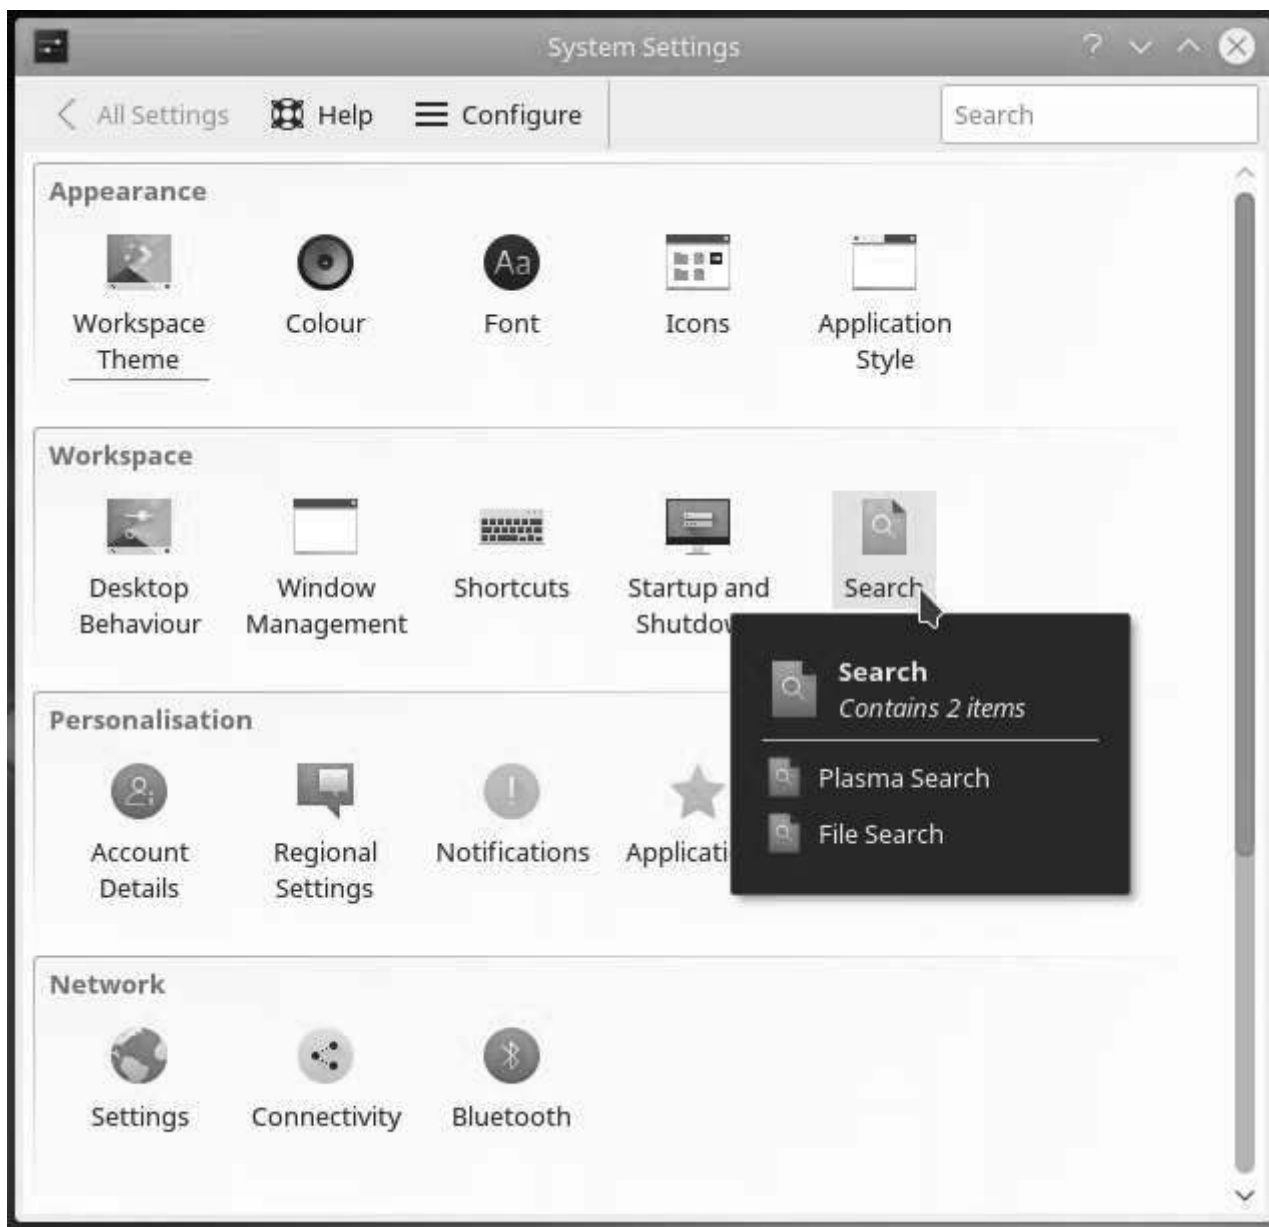 System Settings
All Settings Help Configure Search
Appearance
Workspace Theme
Colour
Font
Aa
Icons
Application Style
Workspace
Desktop Behaviour
Window Management
Shortcuts
Startup and
Search
Search
Contains 2 items
Plasma Search
File Search
Personalisation
Account Details
Regional Settings
Notifications
Network
Settings
Connectivity
Bluetooth